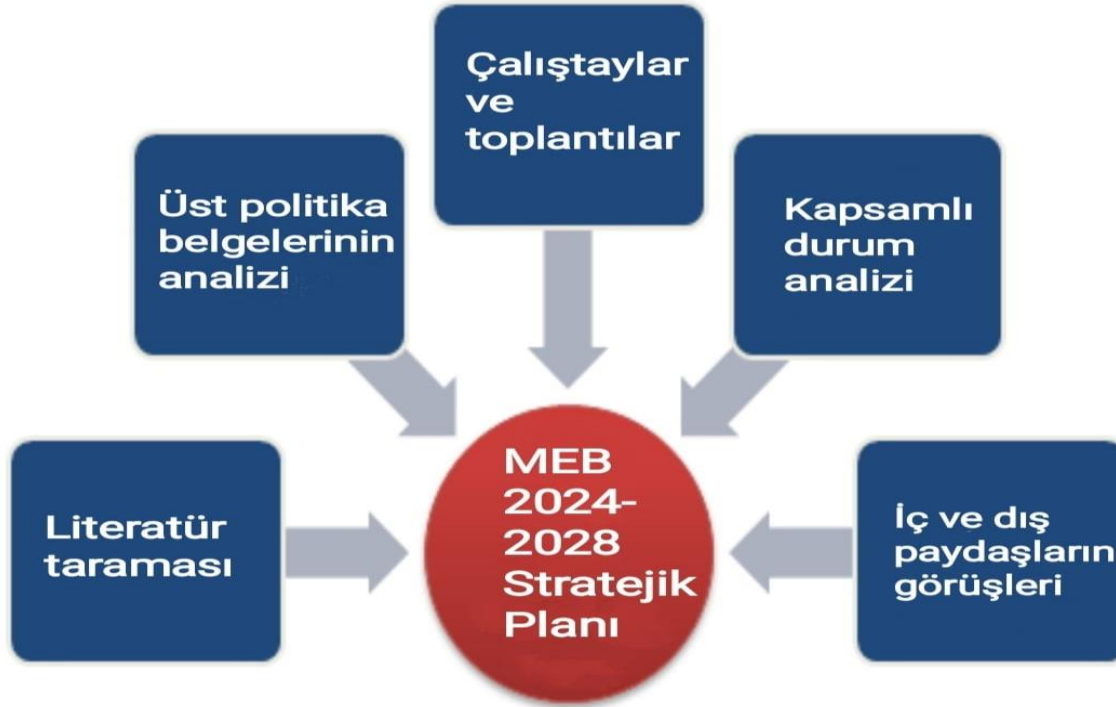 Çalıştaylar
ve
toplantılar
Üst politika
belgelerinin
analizi
Kapsamlı
durum
analizi
Literatür
taraması
MEB
2024-
2028
Stratejik
Planı
İç ve dış
paydaşların
görüşleri